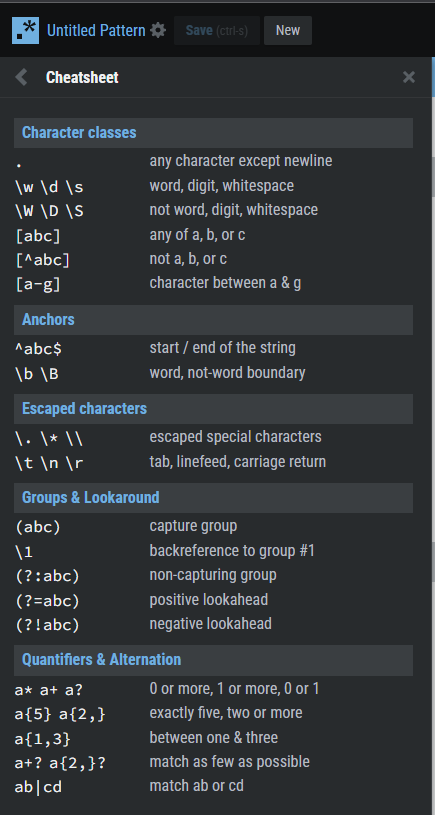 Untitled Pattern Save (ctrl-s) New
Cheatsheet
Character classes
. any character except newline
\w \d \s word, digit, whitespace
\W \D \S not word, digit, whitespace
[abc] any of a, b, or c
[^abc] not a, b, or c
[a-g] character between a & g
Anchors
^abc$ start / end of the string
\b \B word, not-word boundary
Escaped characters
\. \* \\ escaped special characters
\t \n \r tab, linefeed, carriage return
Groups & Lookaround
(abc) capture group
\1 backreference to group #1
(?:abc) non-capturing group
(?=abc) positive lookahead
(?!abc) negative lookahead
Quantifiers & Alternation
a* a+ a? 0 or more, 1 or more, 0 or 1
a{5} a{2,} exactly five, two or more
a{1,3} between one & three
a+? a{2,}? match as few as possible
ab|cd match ab or cd